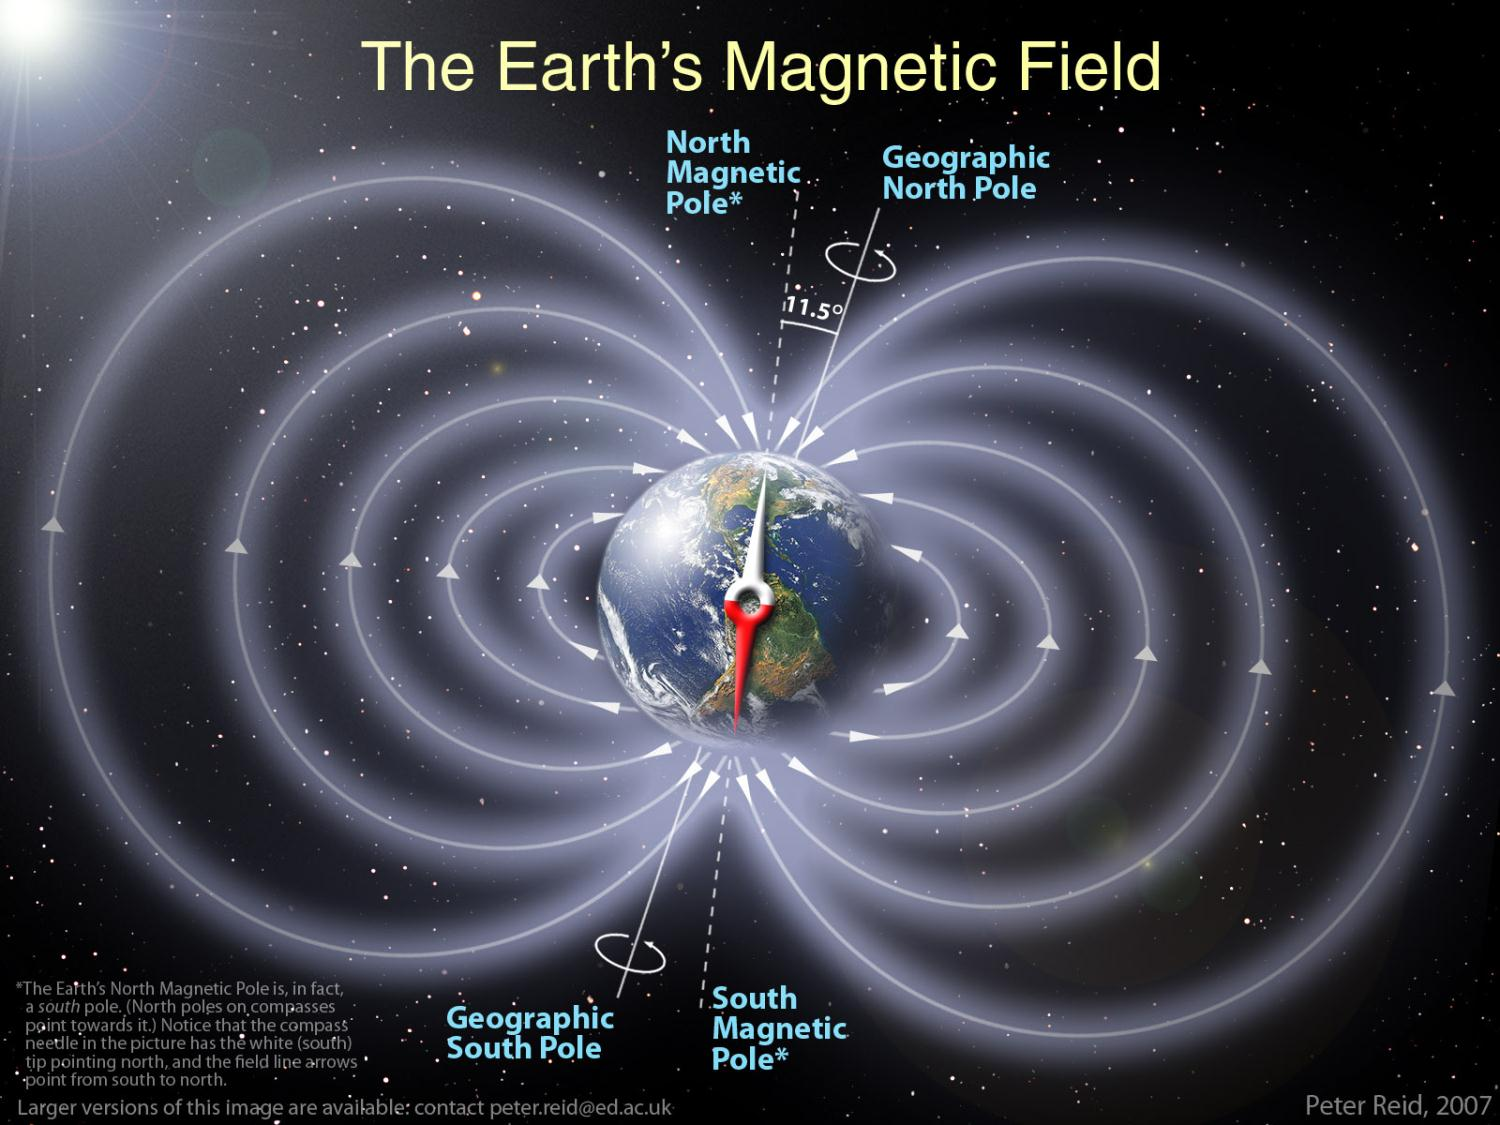 The Earth's Magnetic Field
North
Magnetic
Pole*
Geographic
North Pole
11.5°
Geographic
South Pole
South
Magnetic
Pole*
*The Earth's North Magnetic Pole is, in fact,
a south pole. (North poles on compasses
point towards it.) Notice that the compass
needle in the picture has the white (south)
tip pointing north, and the field line arrows
point from south to north.
Larger versions of this image are available: contact peter.reid@ed.ac.uk
Peter Reid, 2007